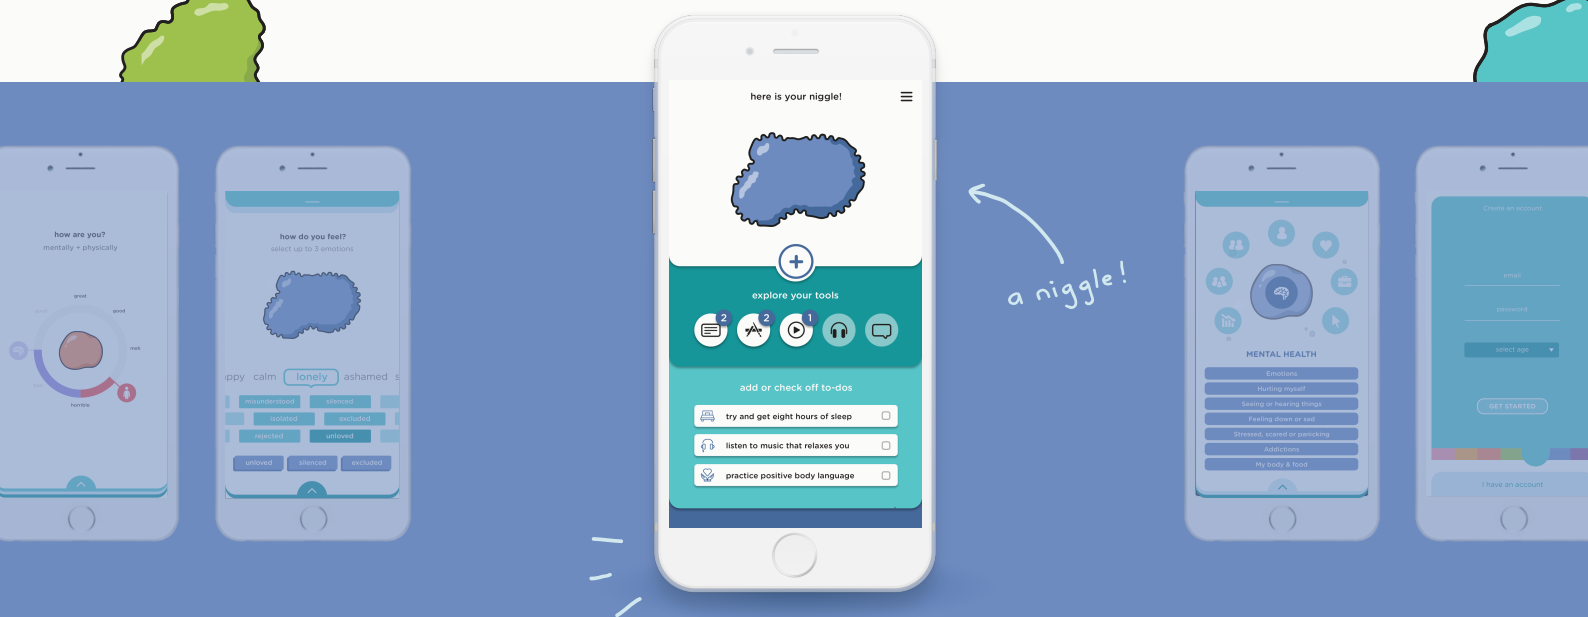 how are you?
mentally + physically
great
good
meh
horrible
how do you feel?
select up to 3 emotions
ppy calm lonely ashamed s
misunderstood silenced
isolated excluded
rejected unloved
unloved silenced excluded
here is your niggle!
explore your tools
2 2 1
add or check off to-dos
try and get eight hours of sleep
listen to music that relaxes you
practice positive body language
a niggle!
MENTAL HEALTH
Emotions
Hurting myself
Seeing or hearing things
Feeling down or sad
Stressed, scared or panicking
Addictions
My body & food
Create an account
email
password
select age
GET STARTED
I have an account